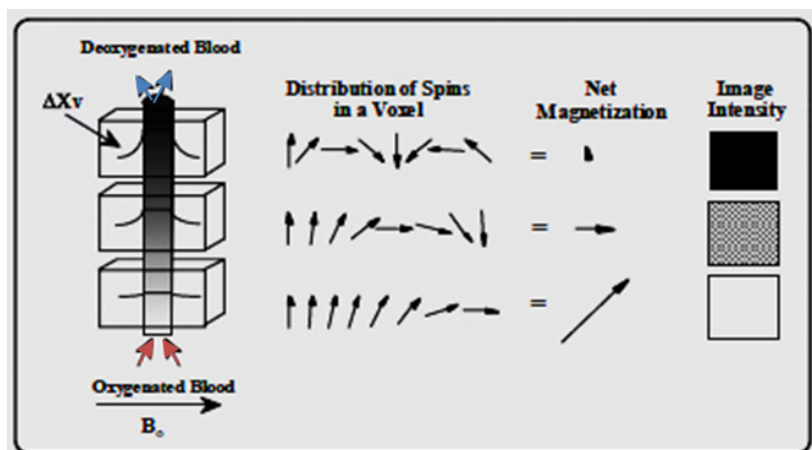 Deoxygenated Blood
ΔXv
Distribution of Spins
in a Voxel
Net
Magnetization
Image
Intensity
=
=
=
Oxygenated Blood
B₀